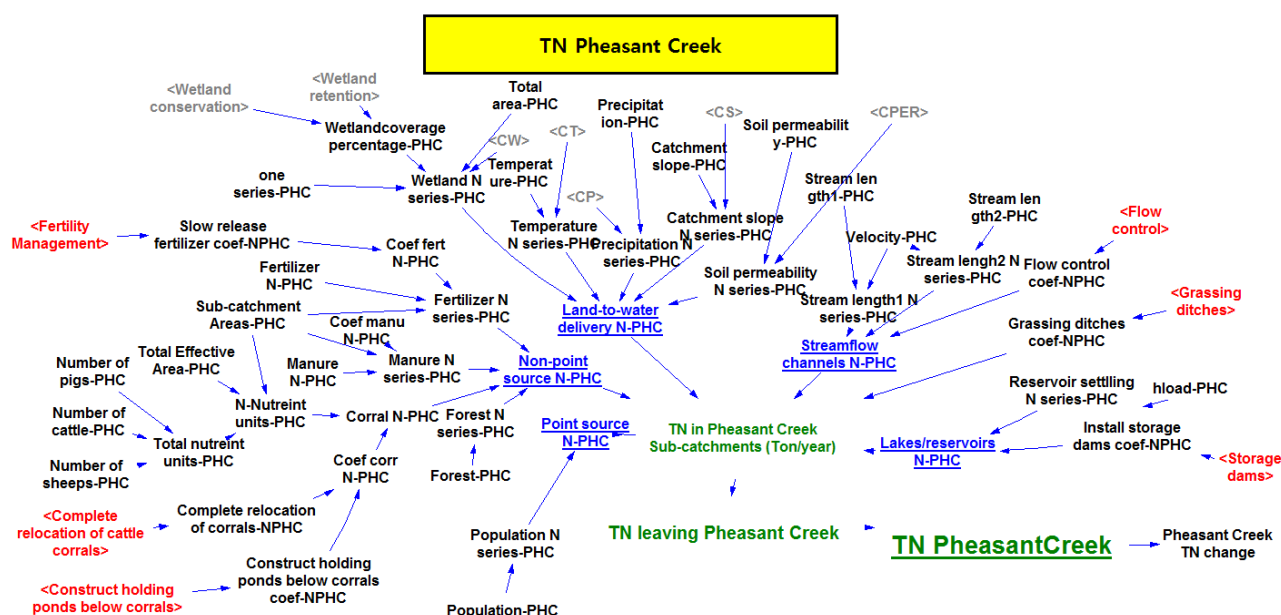 TN Pheasant Creek
<Wetland
conservation>
<Wetland
retention>
Total
area-PHC
Precipitat
ion-PHC
<CS>
Soil permeabilit
y-PHC
<CPER>
Wetlandcoverage
percentage-PHC
<CW>
<CT>
Catchment
slope-PHC
one
series-PHC
Wetland N
series-PHC
Temperat
ure-PHC
<CP>
Stream len
gth1-PHC
Stream len
gth2-PHC
<Flow
control>
<Fertility
Management>
Slow release
fertilizer coef-NPHC
Coef fert
N-PHC
Temperature
N series-PHC
Precipitation N
series-PHC
Catchment slope
N series-PHC
Velocity-PHC
Stream lengh2 N
series-PHC
Flow control
coef-NPHC
Fertilizer
N-PHC
Soil permeability
N series-PHC
<Grassing
ditches>
Sub-catchment
Areas-PHC
Fertilizer N
series-PHC
Land-to-water
delivery N-PHC
Stream length1 N
series-PHC
Grassing ditches
coef-NPHC
Coef manu
N-PHC
Streamflow
channels N-PHC
Number of
pigs-PHC
Total Effective
Area-PHC
Manure
N-PHC
Manure N
series-PHC
Non-point
source N-PHC
Reservoir settlling
N series-PHC
hload-PHC
Number of
cattle-PHC
N-Nutreint
units-PHC
Corral N-PHC
Forest N
series-PHC
Point source
N-PHC
TN in Pheasant Creek
Sub-catchments (Ton/year)
Lakes/reservoirs
N-PHC
Install storage
dams coef-NPHC
Total nutreint
units-PHC
Number of
sheeps-PHC
Coef corr
N-PHC
Forest-PHC
<Storage
dams>
<Complete
relocation of cattle
corrals>
Complete relocation
of corrals-NPHC
Population N
series-PHC
TN leaving Pheasant Creek
TN PheasantCreek
Pheasant Creek
TN change
<Construct holding
ponds below corrals>
Construct holding
ponds below corrals
coef-NPHC
Population-PHC